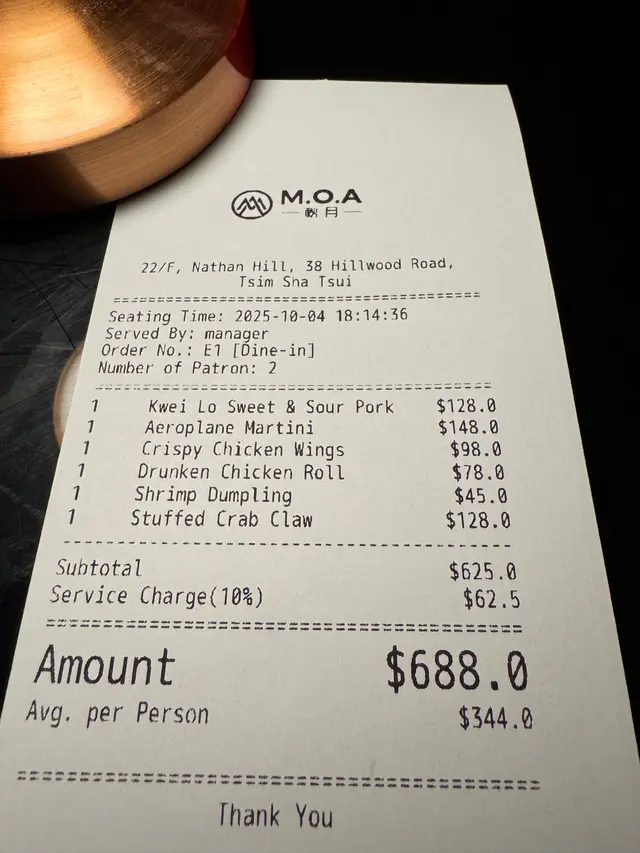 M.O.A
秋月
22/F, Nathan Hill, 38 Hillwood Road,
Tsim Sha Tsui
Seating Time: 2025-10-04 18:14:36
Served By: manager
Order No.: E1 [Dine-in]
Number of Patron: 2
1 Kwei Lo Sweet & Sour Pork $128.0
1 Aeroplane Martini $148.0
1 Crispy Chicken Wings $98.0
1 Drunken Chicken Roll $78.0
1 Shrimp Dumpling $45.0
1 Stuffed Crab Claw $128.0
Subtotal $625.0
Service Charge(10%) $62.5
Amount $688.0
Avg. per Person $344.0
Thank You